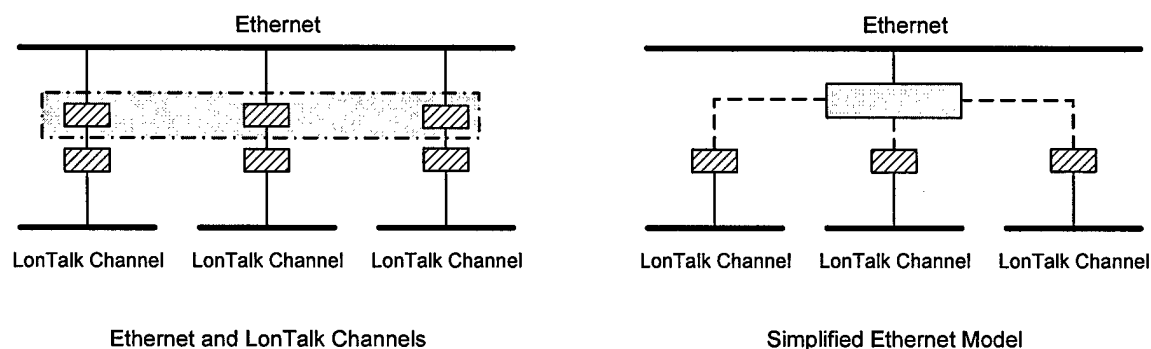 Ethernet
LonTalk Channel LonTalk Channel LonTalk Channel
Ethernet and LonTalk Channels
Ethernet
LonTalk Channel LonTalk Channel LonTalk Channel
Simplified Ethernet Model